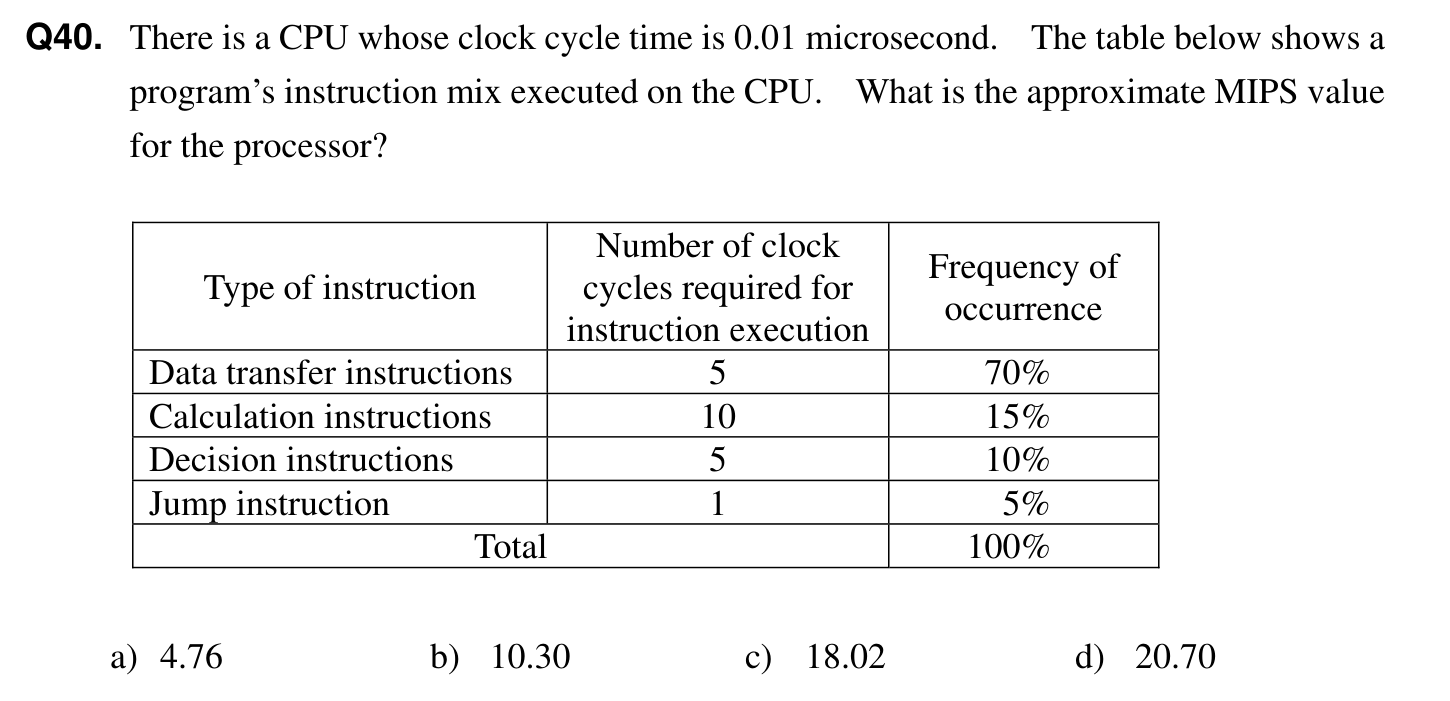 Q40. There is a CPU whose clock cycle time is 0.01 microsecond. The table below shows a
program’s instruction mix executed on the CPU. What is the approximate MIPS value
for the processor?
Type of instruction
Number of clock
cycles required for
instruction execution
Frequency of
occurrence
Data transfer instructions 5 70%
Calculation instructions 10 15%
Decision instructions 5 10%
Jump instruction 1 5%
Total 100%
a) 4.76 b) 10.30 c) 18.02 d) 20.70